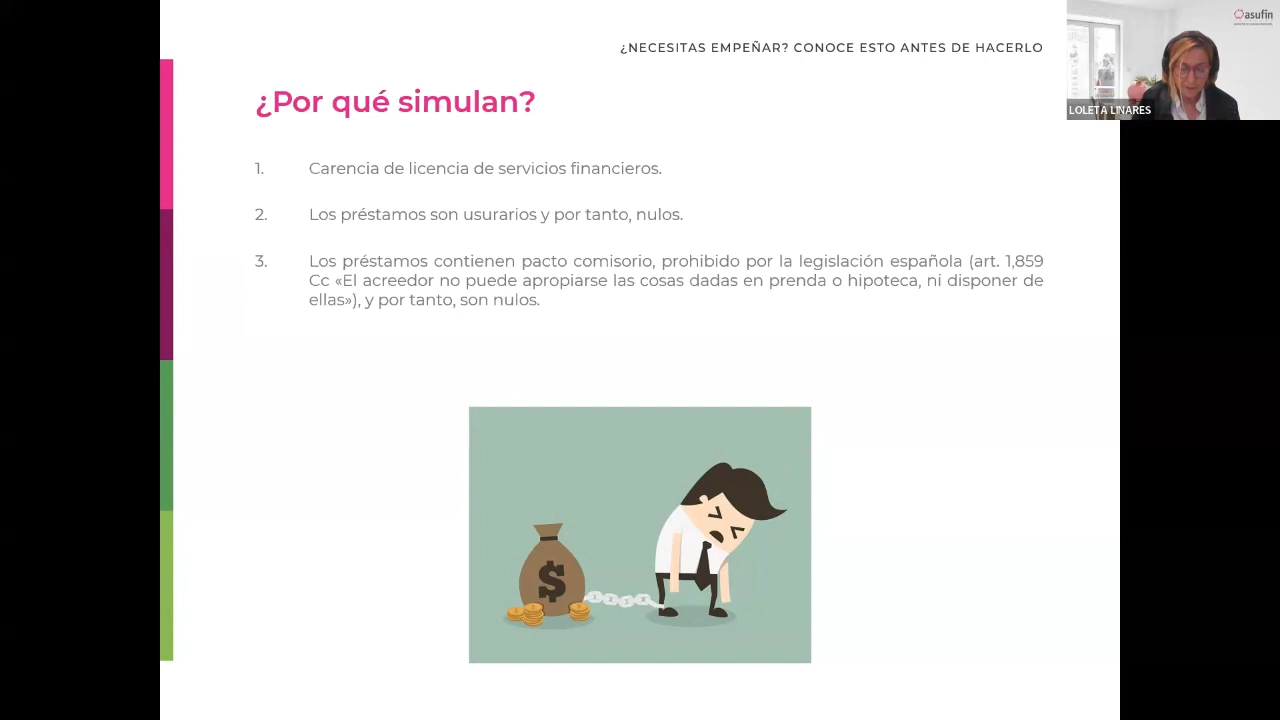 ¿NECESITAS EMPEÑAR? CONOCE ESTO ANTES DE HACERLO
asufin
LOLETA LINARES
¿Por qué simulan?
1. Carencia de licencia de servicios financieros.
2. Los préstamos son usurarios y por tanto, nulos.
3. Los préstamos contienen pacto comisorio, prohibido por la legislación española (art. 1,859
Cc «El acreedor no puede apropiarse las cosas dadas en prenda o hipoteca, ni disponer de
ellas»), y por tanto, son nulos.
$